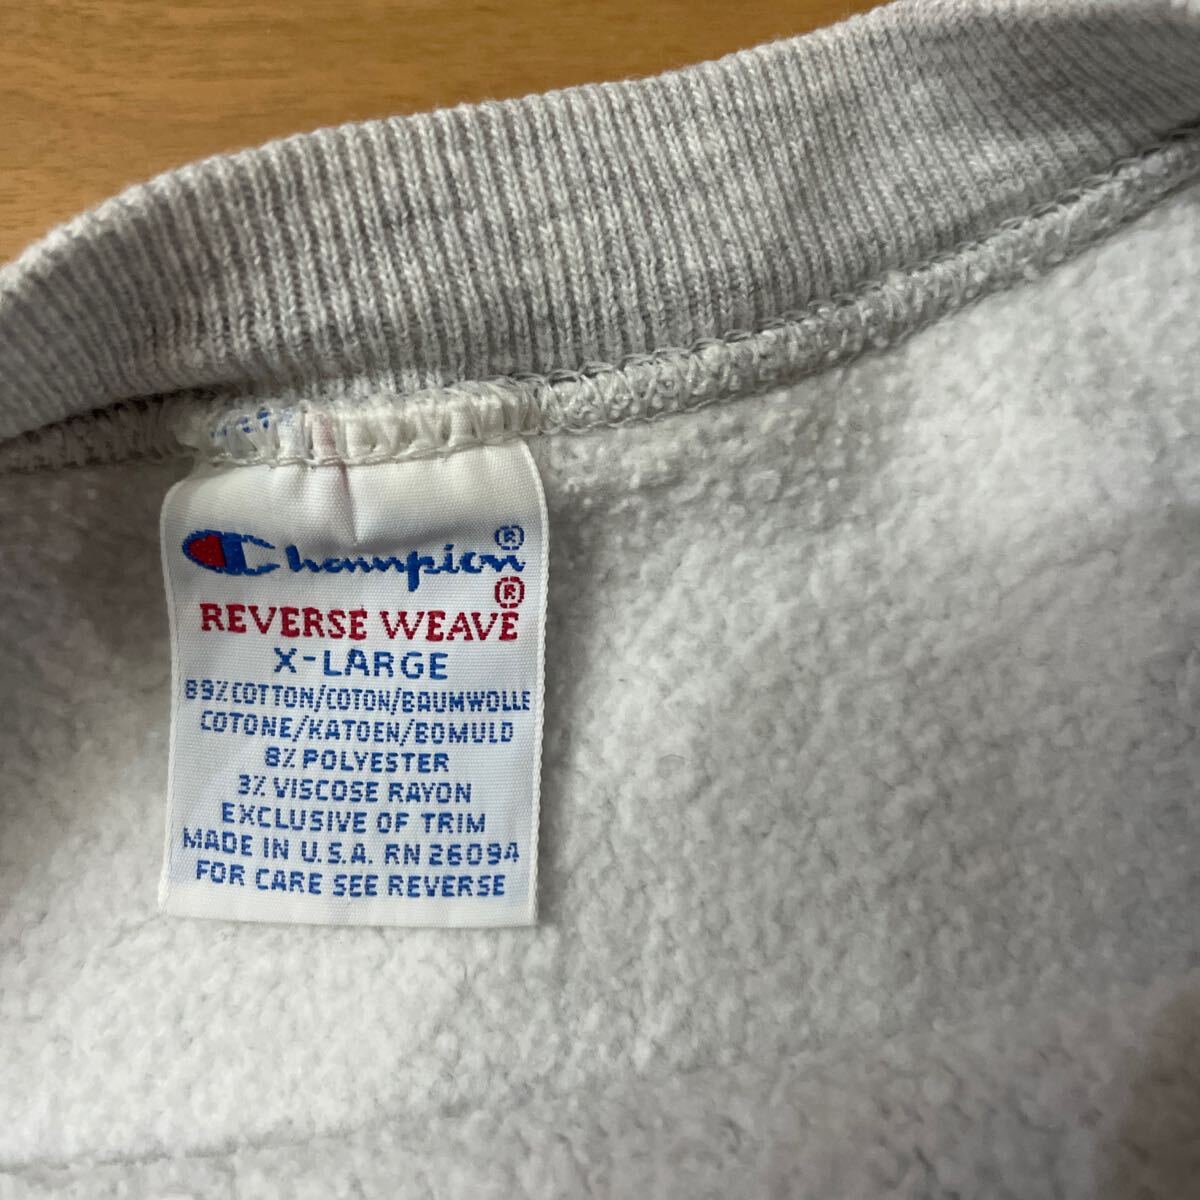 Champion®
REVERSE WEAVE®
X-LARGE
89% COTTON/COTON/BAUMWOLLE
COTONE/KATOEN/BOMULD
8% POLYESTER
3% VISCOSE RAYON
EXCLUSIVE OF TRIM
MADE IN U.S.A. RN 26094
FOR CARE SEE REVERSE